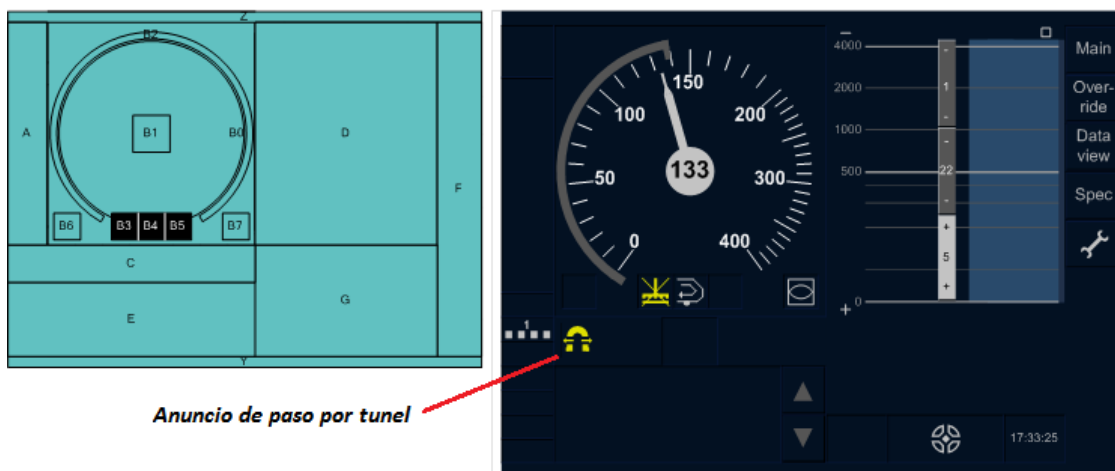 Z
B2
A
B1
B0
D
F
B6
B3
B4
B5
B7
C
E
G
Y
Anuncio de paso por tunel
0
50
100
150
200
300
400
133
1
4000
2000
1000
500
0
-
+
-
1
-
-
22
-
+
5
+
Main
Over-
ride
Data
view
Spec
17:33:25